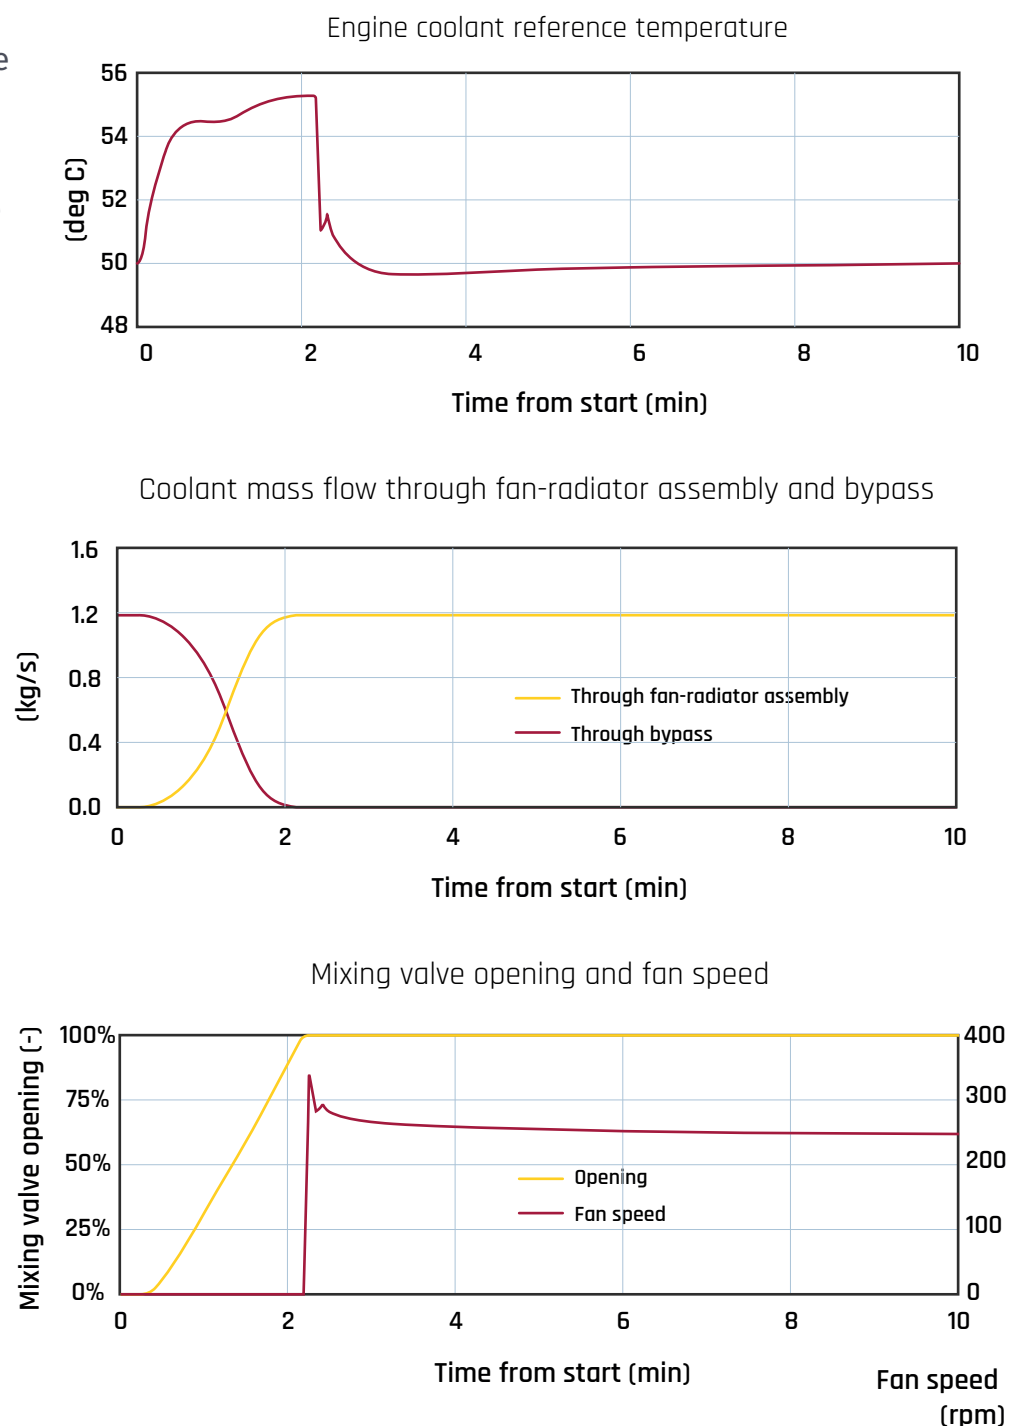 Engine coolant reference temperature
e
56
54
52
50
48
(deg C)
0 2 4 6 8 10
Time from start (min)
Coolant mass flow through fan-radiator assembly and bypass
1.6
1.2
0.8
0.4
0.0
(kg/s)
Through fan-radiator assembly
Through bypass
0 2 4 6 8 10
Time from start (min)
Mixing valve opening and fan speed
Mixing valve opening (-)
100% 400
75% 300
50% 200
25% 100
0% 0
Opening
Fan speed
0 2 4 6 8 10
Time from start (min)
Fan speed
(rpm)